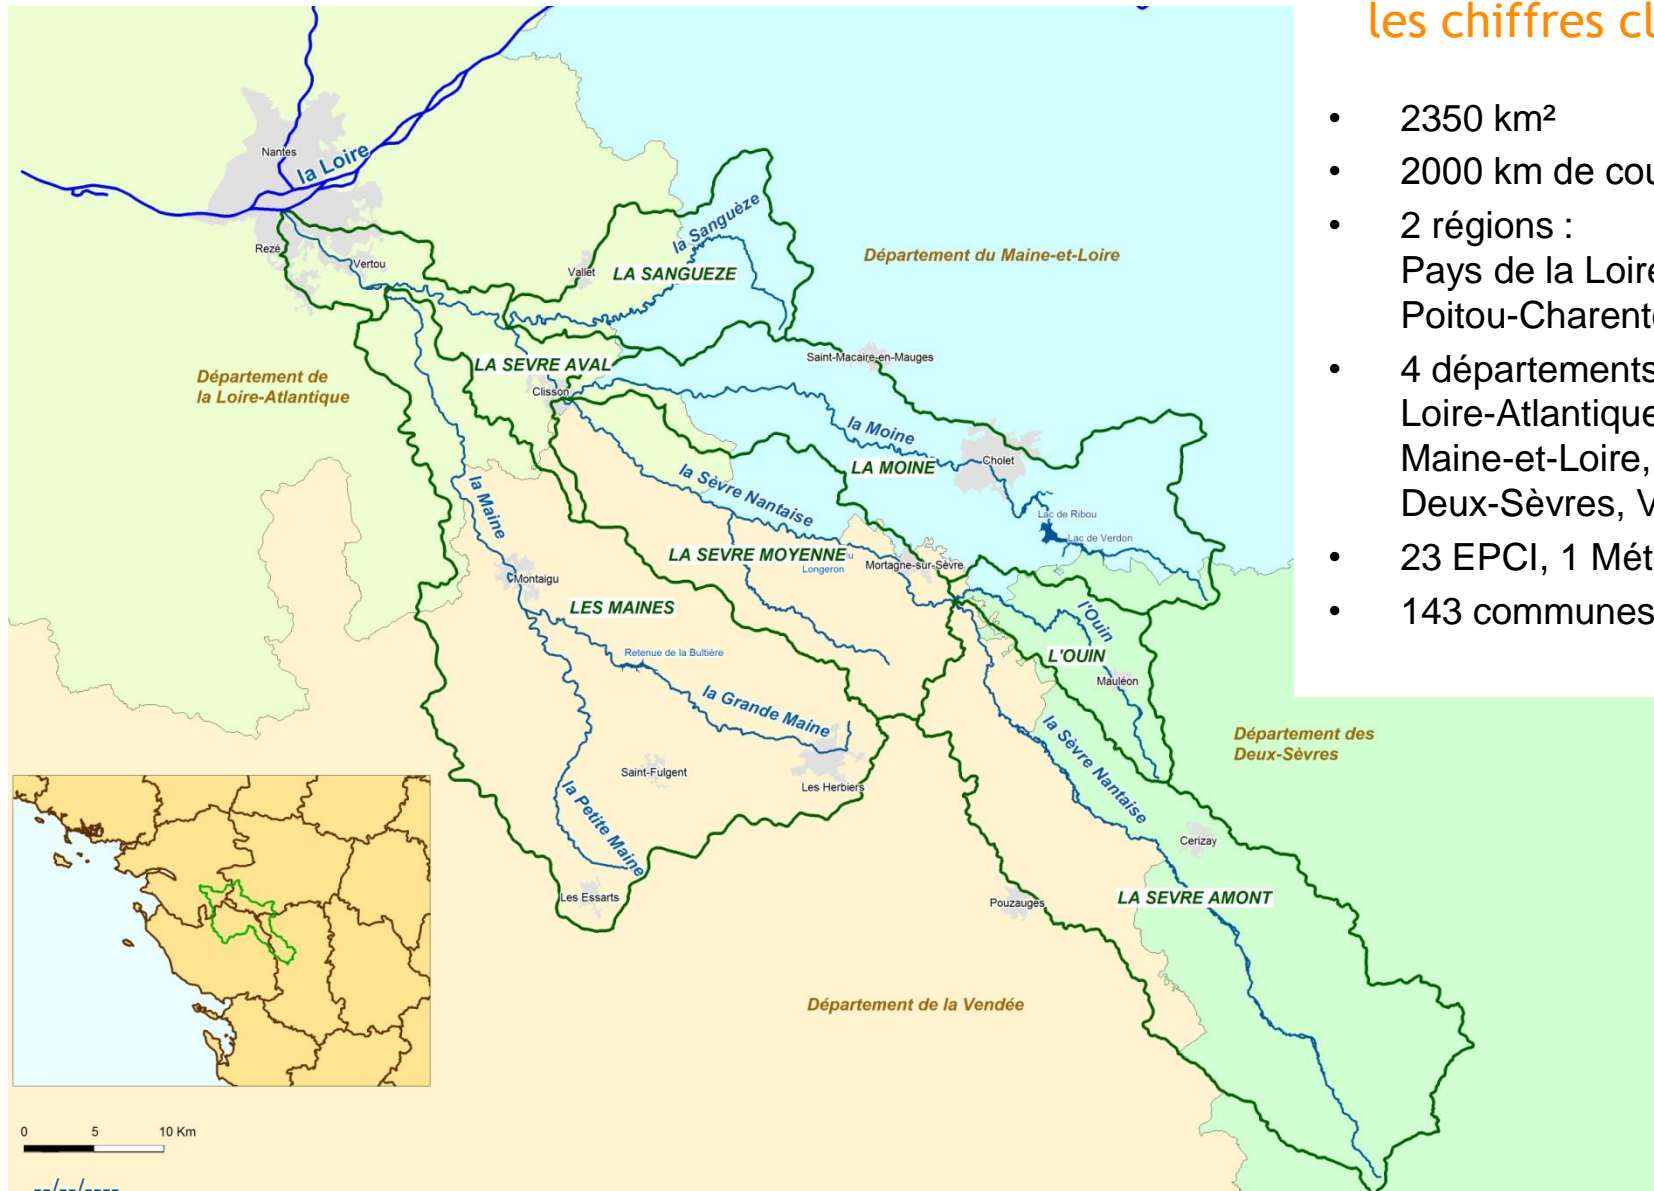 les chiffres cl
• 2350 km²
• 2000 km de cou
• 2 régions :
Pays de la Loire
Poitou-Charente
• 4 départements
Loire-Atlantique
Maine-et-Loire,
Deux-Sèvres, V
• 23 EPCI, 1 Mét
• 143 communes
Nantes
la Loire
Rezé
Vertou
Vallet
la Sanguèze
LA SANGUEZE
Département du Maine-et-Loire
Département de
la Loire-Atlantique
LA SEVRE AVAL
Clisson
Saint-Macaire-en-Mauges
la Moine
LA MOINE
Cholet
Lac de Ribou
Lac de Verdon
la Maine
la Sèvre Nantaise
LA SEVRE MOYENNE
Longeron
Mortagne-sur-Sèvre
Montaigu
LES MAINES
l'Ouin
L'OUIN
Mauléon
Retenue de la Bultière
la Grande Maine
la Sèvre Nantaise
Département des
Deux-Sèvres
Saint-Fulgent
Les Herbiers
la Petite Maine
Cerizay
Les Essarts
Pouzauges
LA SEVRE AMONT
Département de la Vendée
0 5 10 Km
--/--/----